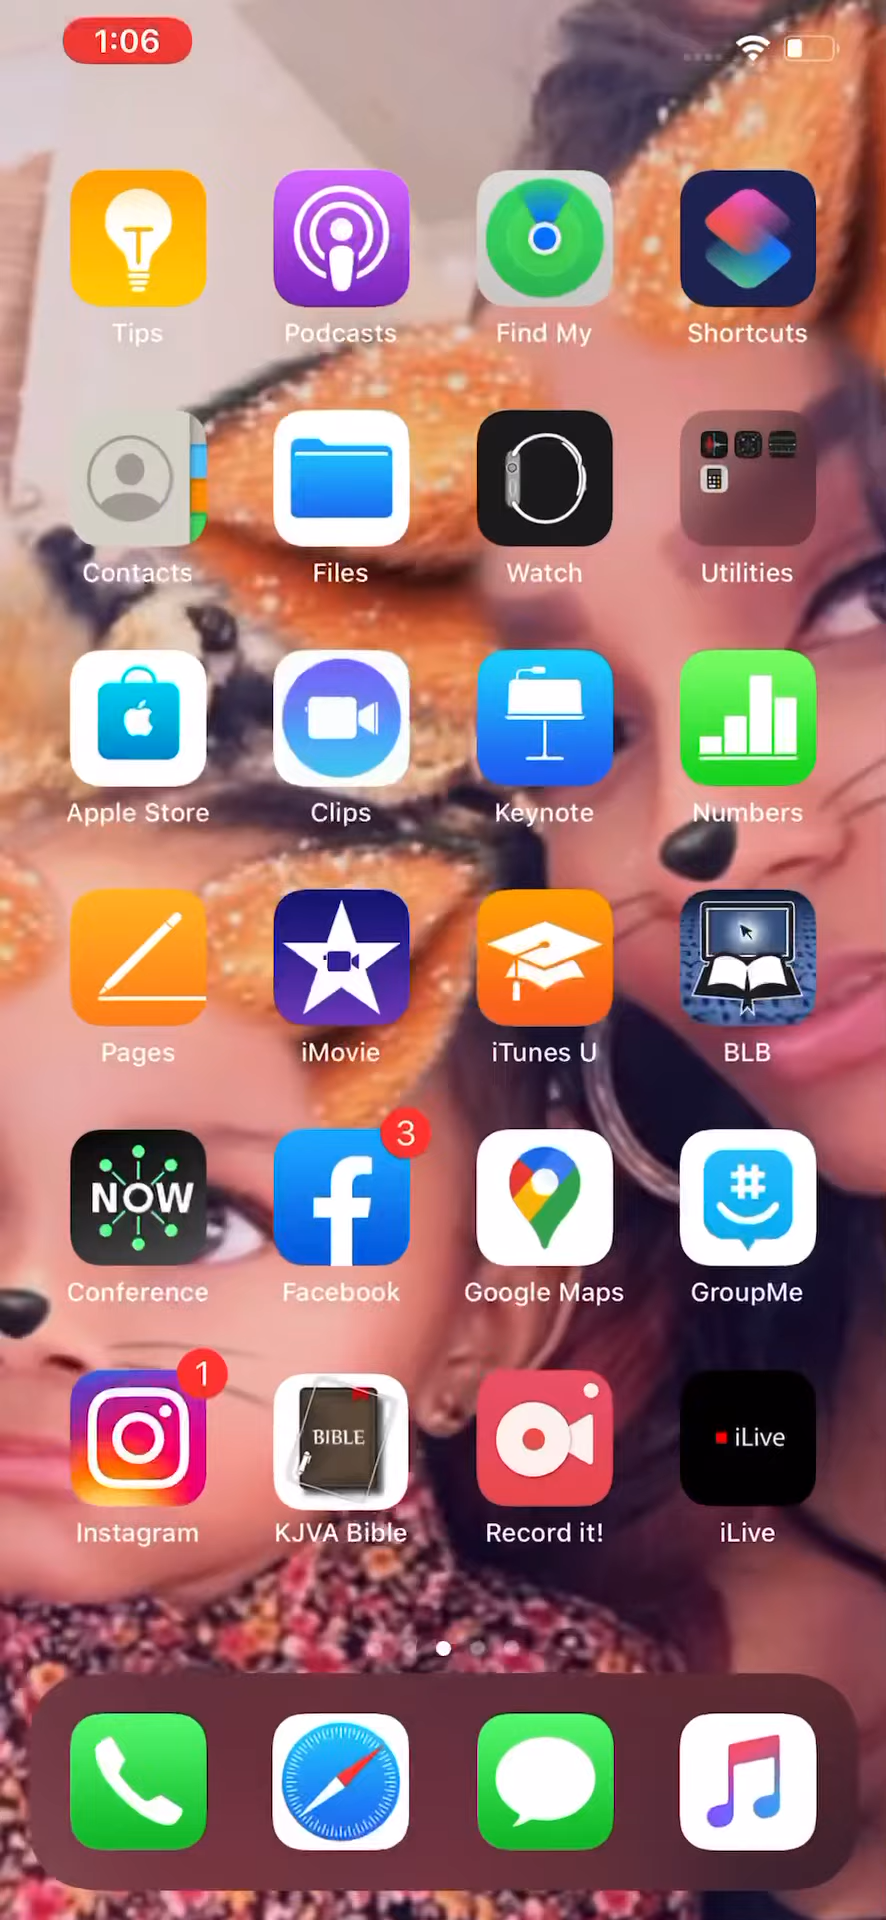 1:06
Tips Podcasts Find My Shortcuts
Contacts Files Watch Utilities
Apple Store Clips Keynote Numbers
Pages iMovie iTunes U BLB
NOW
3
Conference Facebook Google Maps GroupMe
1
BIBLE
iLive
Instagram KJVA Bible Record it! iLive